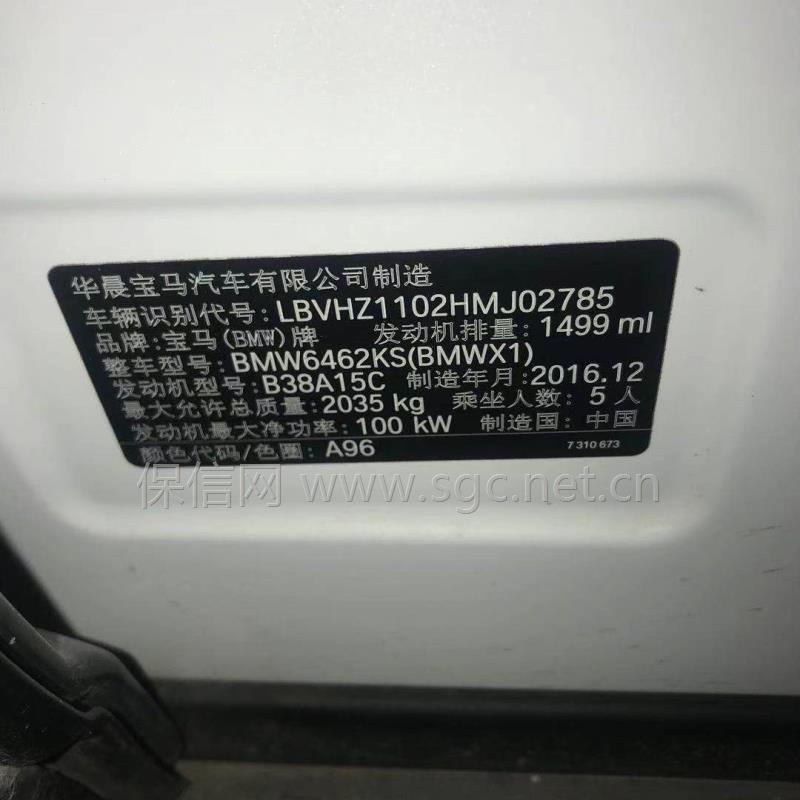 华晨宝马汽车有限公司制造
车辆识别代号: LBVHZ1102HMJ02785
品牌:宝马(BMW)牌 发动机排量: 1499 ml
整车型号: BMW6462KS(BMWX1)
发动机型号: B38A15C 制造年月:2016.12
最大允许总质量:2035 kg 乘坐人数: 5 人
发动机最大净功率:100 kW 制造国: 中国
颜色代码/色圈: A96 7 310 673
保信网 www.sgc.net.cn